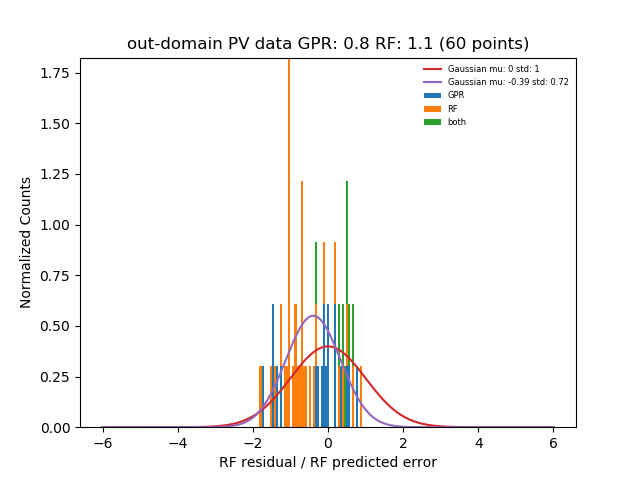 out-domain PV data GPR: 0.8 RF: 1.1 (60 points)
Gaussian mu: 0 std: 1
Gaussian mu: -0.39 std: 0.72
GPR
RF
both
Normalized Counts
1.75
1.50
1.25
1.00
0.75
0.50
0.25
0.00
−6 −4 −2 0 2 4 6
RF residual / RF predicted error